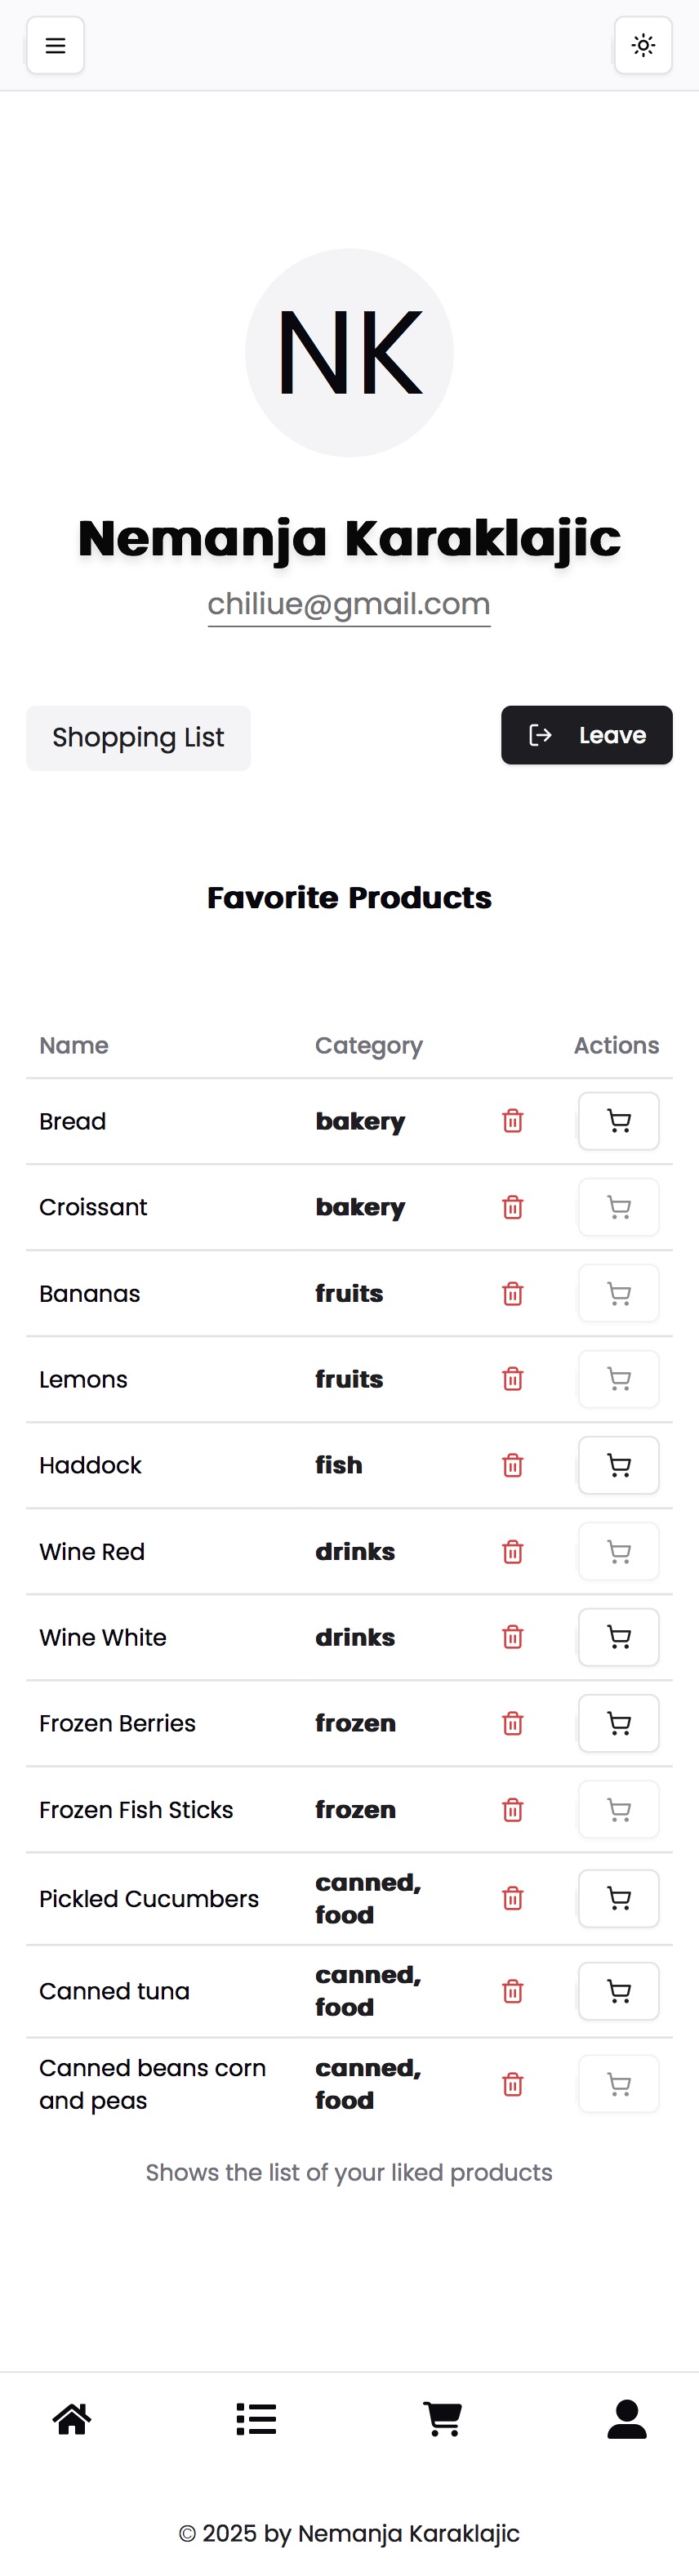 NK
Nemanja Karaklajic
chiliue@gmail.com
Shopping List
Leave
Favorite Products
Name Category Actions
Bread bakery
Croissant bakery
Bananas fruits
Lemons fruits
Haddock fish
Wine Red drinks
Wine White drinks
Frozen Berries frozen
Frozen Fish Sticks frozen
Pickled Cucumbers
canned,
food
Canned tuna
canned,
food
Canned beans corn
and peas
canned,
food
Shows the list of your liked products
© 2025 by Nemanja Karaklajic